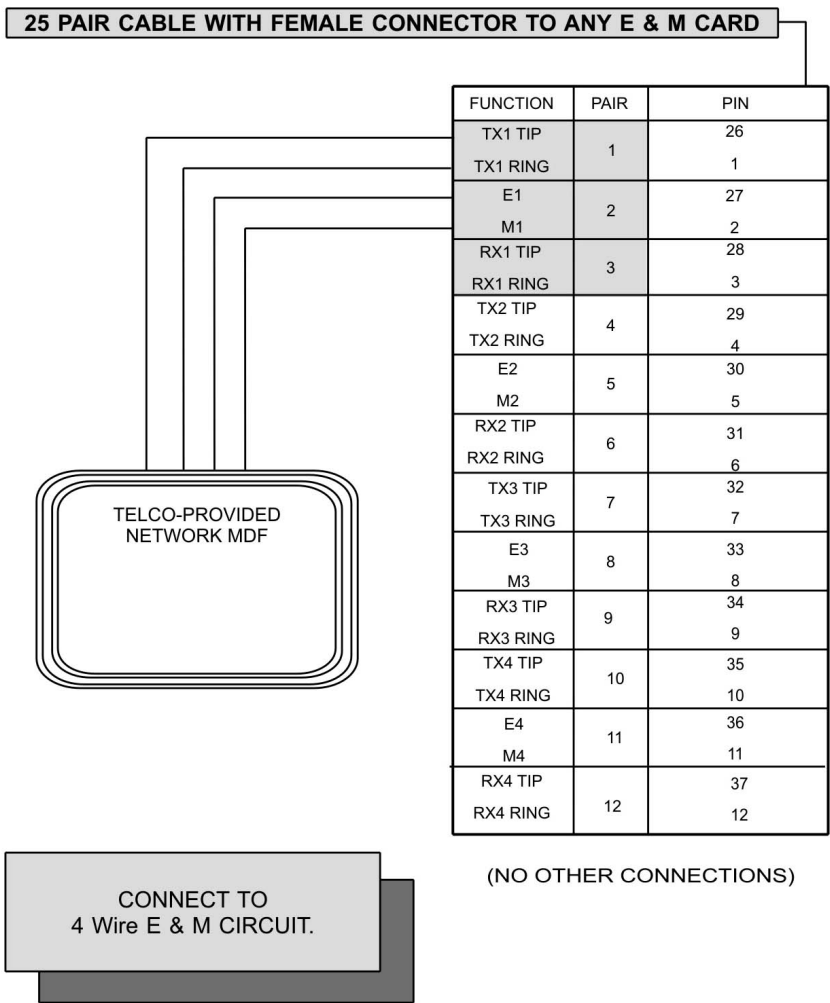 25 PAIR CABLE WITH FEMALE CONNECTOR TO ANY E & M CARD
FUNCTION PAIR PIN
TX1 TIP 26
1
TX1 RING 1
E1 27
2
M1 2
RX1 TIP 28
3
RX1 RING 3
TX2 TIP 29
4
TX2 RING 4
E2 30
5
M2 5
RX2 TIP 31
6
RX2 RING 6
TX3 TIP 32
7
TX3 RING 7
E3 33
8
M3 8
RX3 TIP 34
9
RX3 RING 9
TX4 TIP 35
10
TX4 RING 10
E4 36
11
M4 11
RX4 TIP 37
12
RX4 RING 12
TELCO-PROVIDED
NETWORK MDF
(NO OTHER CONNECTIONS)
CONNECT TO
4 Wire E & M CIRCUIT.